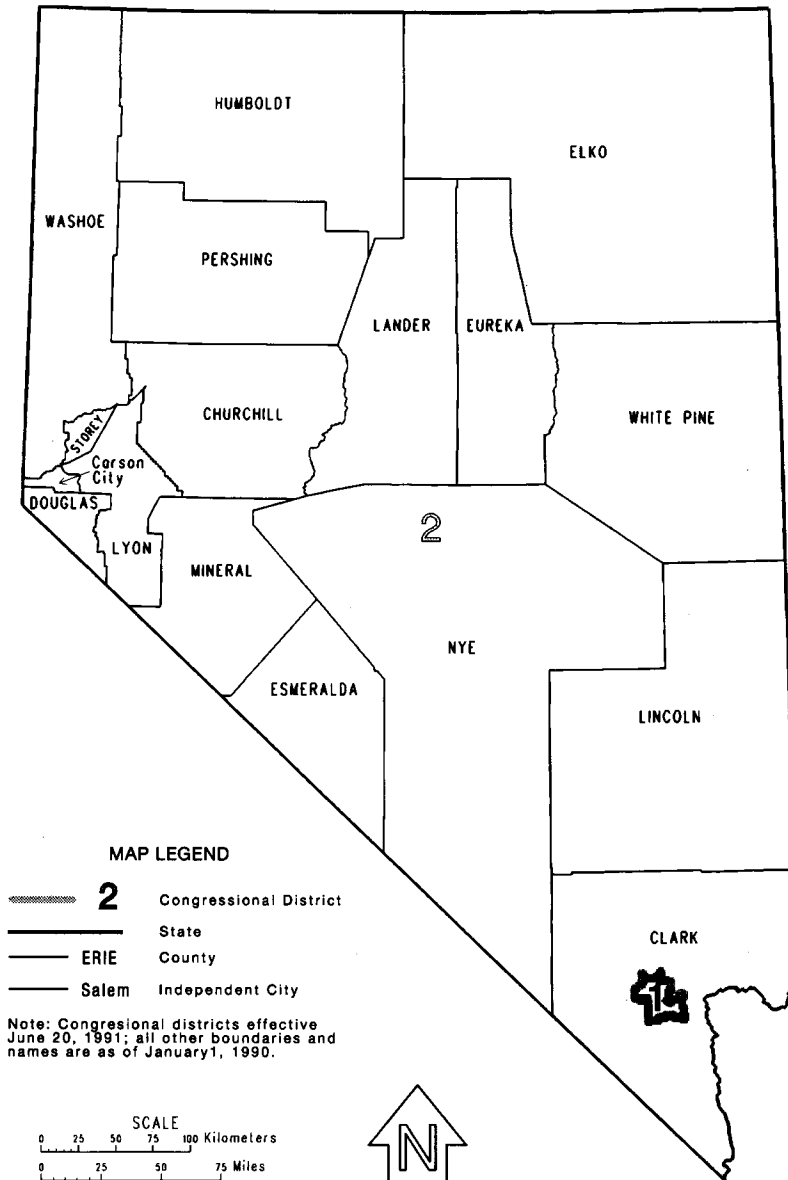 HUMBOLDT
ELKO
WASHOE
PERSHING
LANDER
EUREKA
CHURCHILL
WHITE PINE
STOREY
Carson
City
DOUGLAS
2
LYON
MINERAL
NYE
ESMERALDA
LINCOLN
CLARK
1
MAP LEGEND
2 Congressional District
State
ERIE County
Salem Independent City
Note: Congresional districts effective
June 20, 1991; all other boundaries and
names are as of January1, 1990.
SCALE
0 25 50 75 100 Kilometers
0 25 50 75 Miles
N